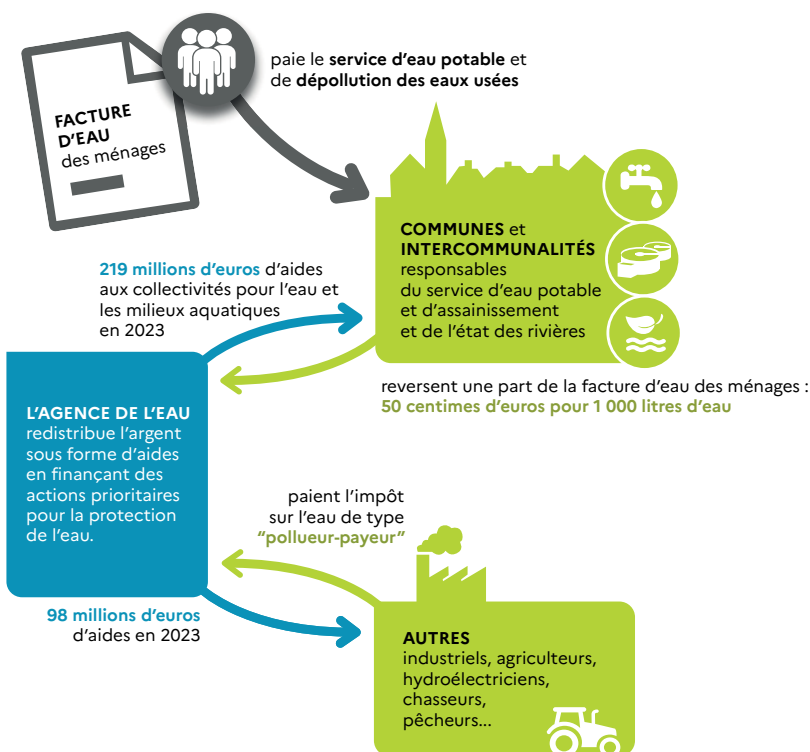 paie le service d'eau potable et
de dépollution des eaux usées
FACTURE
D'EAU
des ménages
COMMUNES et
INTERCOMMUNALITÉS
responsables
du service d'eau potable
et d'assainissement
et de l'état des rivières
219 millions d'euros d'aides
aux collectivités pour l'eau et
les milieux aquatiques
en 2023
reversent une part de la facture d'eau des ménages :
50 centimes d'euros pour 1 000 litres d'eau
L'AGENCE DE L'EAU
redistribue l'argent
sous forme d'aides
en finançant des
actions prioritaires
pour la protection
de l'eau.
paient l'impôt
sur l'eau de type
"pollueur-payeur"
98 millions d'euros
d'aides en 2023
AUTRES
industriels, agriculteurs,
hydroélectriciens,
chasseurs,
pêcheurs...